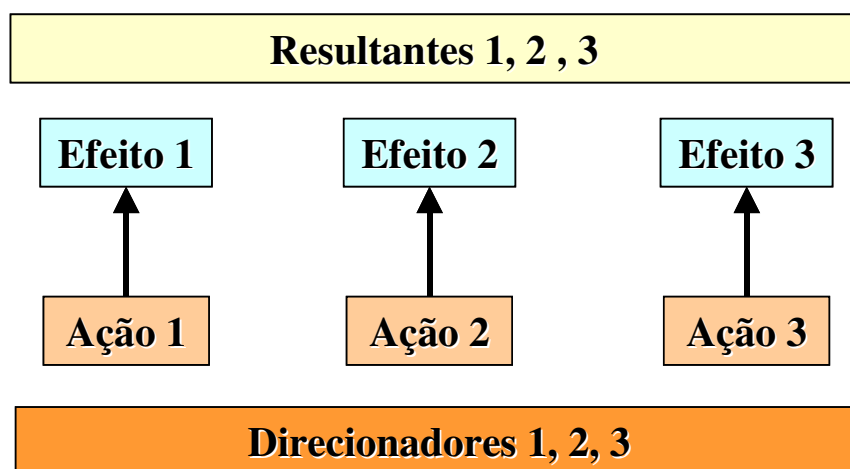 Resultantes 1, 2 , 3
Efeito 1 Efeito 2 Efeito 3
Ação 1 Ação 2 Ação 3
Direcionadores 1, 2, 3